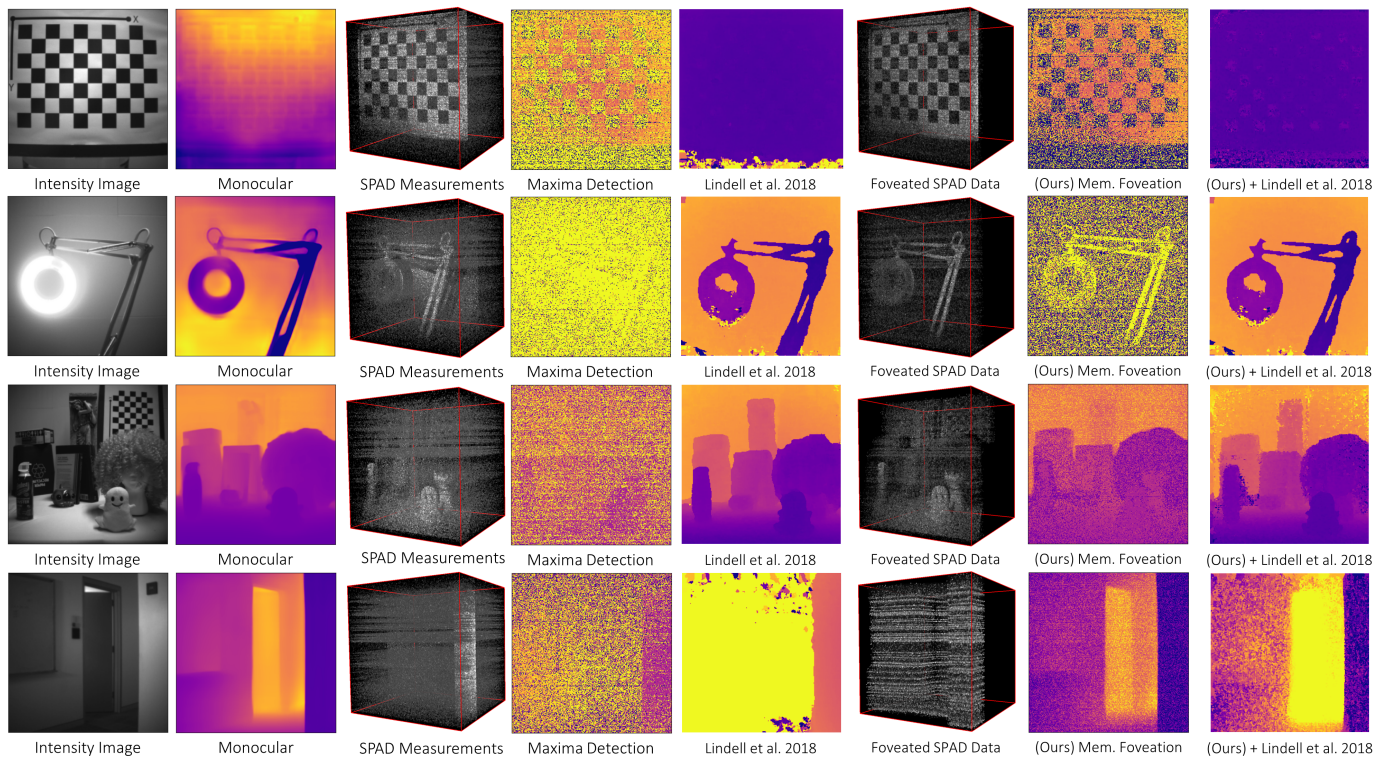 X
Y
Intensity Image Monocular SPAD Measurements Maxima Detection Lindell et al. 2018 Foveated SPAD Data (Ours) Mem. Foveation (Ours) + Lindell et al. 2018
Intensity Image Monocular SPAD Measurements Maxima Detection Lindell et al. 2018 Foveated SPAD Data (Ours) Mem. Foveation (Ours) + Lindell et al. 2018
Intensity Image Monocular SPAD Measurements Maxima Detection Lindell et al. 2018 Foveated SPAD Data (Ours) Mem. Foveation (Ours) + Lindell et al. 2018
Intensity Image Monocular SPAD Measurements Maxima Detection Lindell et al. 2018 Foveated SPAD Data (Ours) Mem. Foveation (Ours) + Lindell et al. 2018